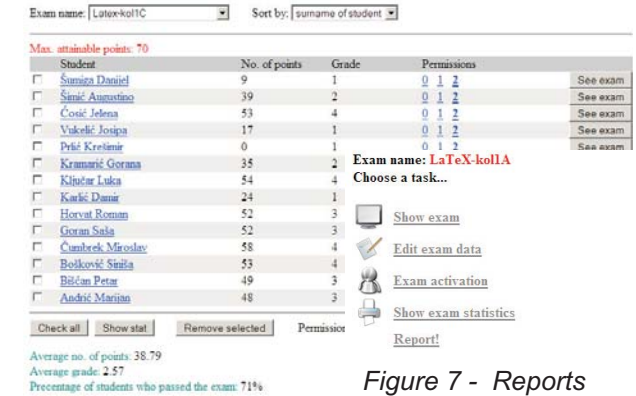 Exam name: Latex-kol1C Sort by: surname of student
Max. attainable points: 70
Student No. of points Grade Permissions
Šumiga Danijel 9 1 0 1 2 See exam
Šimić Augustino 39 2 0 1 2 See exam
Ćosić Jelena 53 4 0 1 2 See exam
Vukelić Josipa 17 1 0 1 2 See exam
Prlić Krešimir 0 1 0 1 2 See exam
Kramarić Gorana 35 2
Ključar Luka 54 4
Karlić Damir 24 1
Horvat Roman 52 3
Goran Saša 52 3
Čumbrek Miroslav 58 4
Bošković Siniša 53 4
Bišćan Petar 49 3
Andrić Marijan 48 3
Exam name: LaTeX-kol1A
Choose a task...
Show exam
Edit exam data
Exam activation
Show exam statistics
Report!
Check all Show stat Remove selected Permission
Average no. of points: 38.79
Average grade: 2.57
Precentage of students who passed the exam: 71%
Figure 7 - Reports